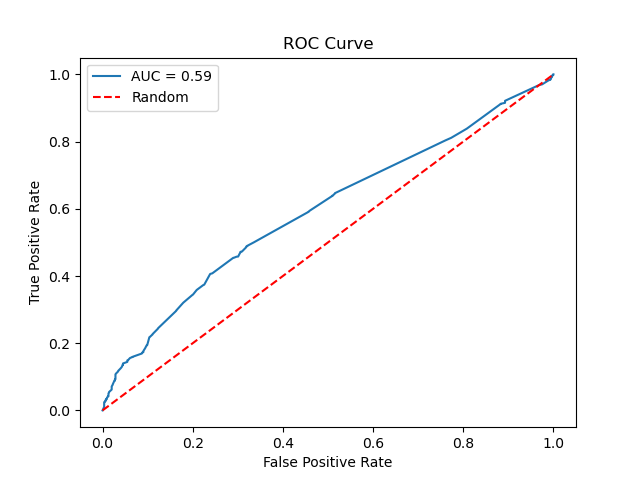 ROC Curve
AUC = 0.59
Random
True Positive Rate
1.0
0.8
0.6
0.4
0.2
0.0
0.0 0.2 0.4 0.6 0.8 1.0
False Positive Rate